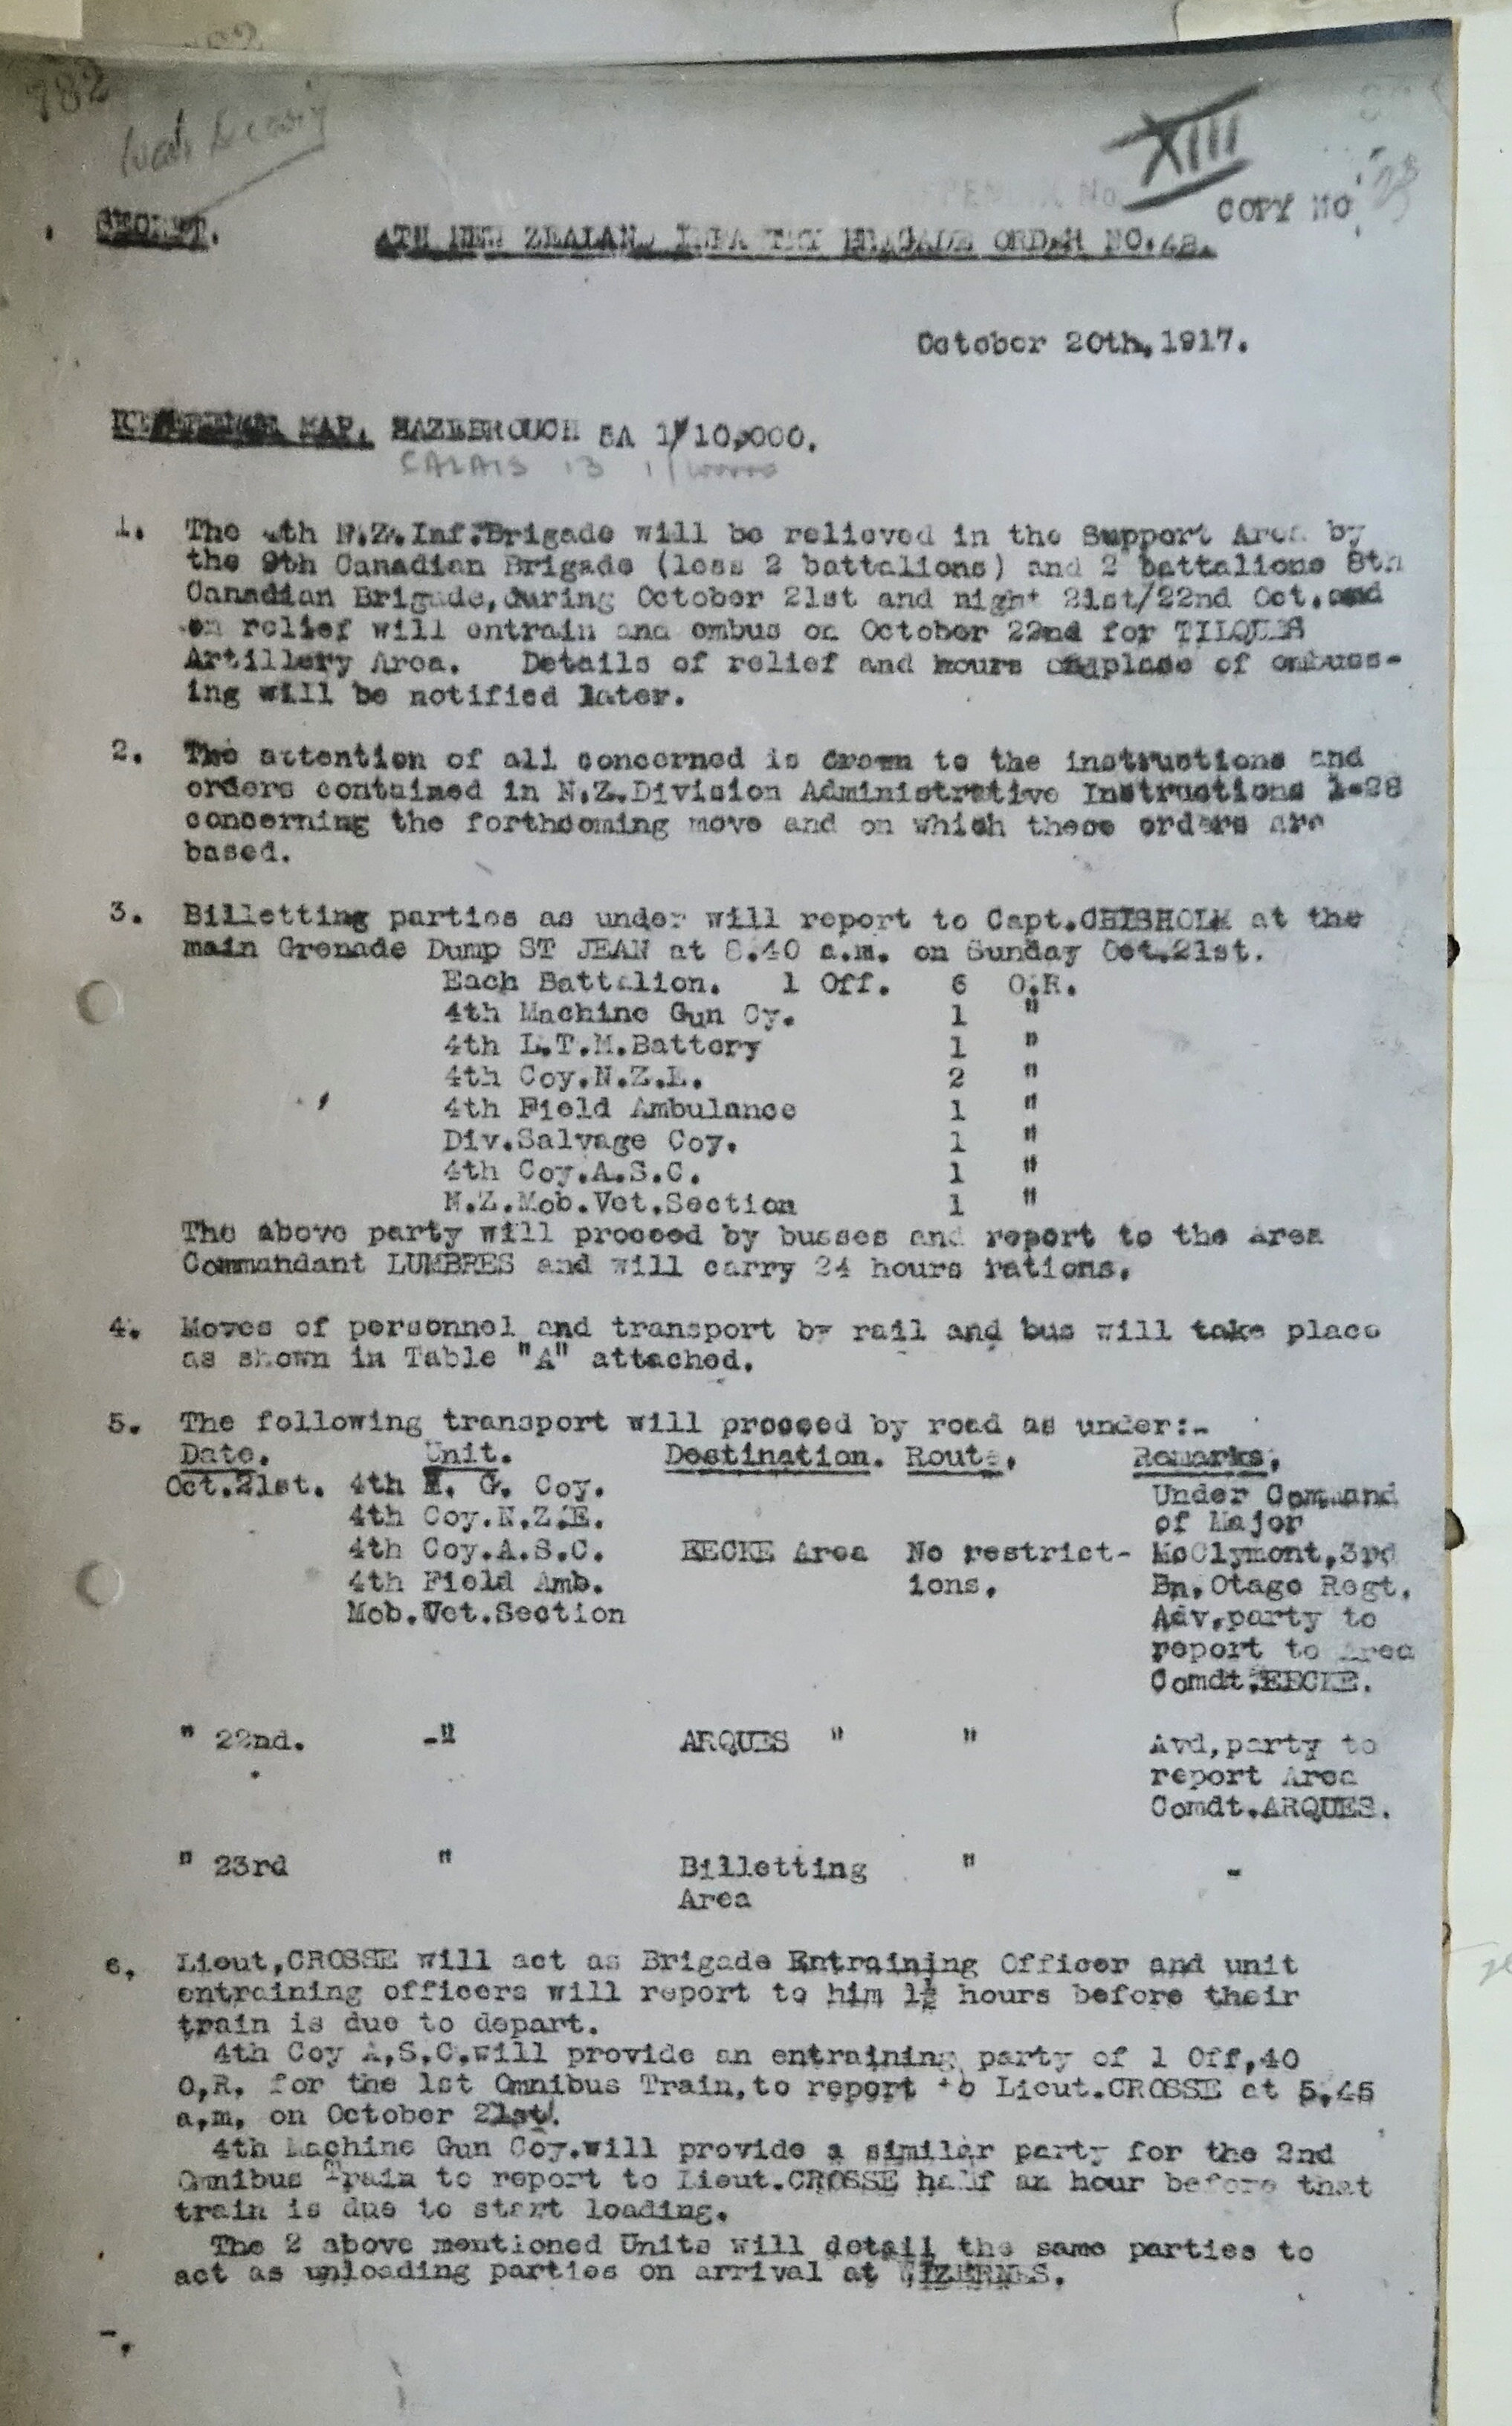 782
XIII
COPY NO
SECRET.
4TH NEW ZEALAND INFANTRY BRIGADE ORDER NO.48.
October 20th,1917.
REFERENCE MAP. HAZEBROUCH 5A 1/10,000.
CALAIS 13
1. The 4th N.Z.Inf.Brigade will be relieved in the Support Area by
the 9th Canadian Brigade (less 2 battalions) and 2 battalions 8th
Canadian Brigade,during October 21st and night 21st/22nd Oct.and
on relief will entrain and embus on October 22nd for TILQUES
Artillery Area. Details of relief and hours and place of embuss-
ing will be notified later.
2. The attention of all concerned is drawn to the instructions and
orders contained in N.Z.Division Administrative Instructions 1-28
concerning the forthcoming move and on which these orders are
based.
3. Billetting parties as under will report to Capt.CHISHOLM at the
main Grenade Dump ST JEAN at 8.40 a.m. on Sunday Oct.21st.
Each Battalion. 1 Off. 6 O.R.
4th Machine Gun Cy. 1 "
4th L.T.M.Battery 1 "
4th Coy.N.Z.E. 2 "
4th Field Ambulance 1 "
Div.Salvage Coy. 1 "
4th Coy.A.S.C. 1 "
N.Z.Mob.Vet.Section 1 "
The above party will proceed by busses and report to the Area
Commandant LUMBRES and will carry 24 hours rations.
4. Moves of personnel and transport by rail and bus will take place
as shown in Table "A" attached.
5. The following transport will proceed by road as under:-
Date. Unit. Destination. Route. Remarks.
Oct.21st. 4th M. G. Coy. Under Command
4th Coy.N.Z.E. of Major
4th Coy.A.S.C. EECKE Area No restrict- McClymont,3rd
4th Field Amb. ions. Bn.Otago Regt.
Mob.Vet.Section Adv.party to
report to Area
Comdt.EECKE.
" 22nd. -" ARQUES " " Avd,party to
report Area
Comdt.ARQUES.
" 23rd " Billetting " -
Area
6. Lieut,CROSSE will act as Brigade Entraining Officer and unit
entraining officers will report to him 1½ hours before their
train is due to depart.
4th Coy A,S,C.will provide an entraining party of 1 Off,40
O,R. for the 1st Omnibus Train,to report to Lieut.CROSSE at 5,45
a,m, on October 21st.
4th Machine Gun Coy.will provide a similar party for the 2nd
Omnibus Train to report to Lieut.CROSSE half an hour before that
train is due to start loading.
The 2 above mentioned Units will detail the same parties to
act as unloading parties on arrival at WIZERNES.